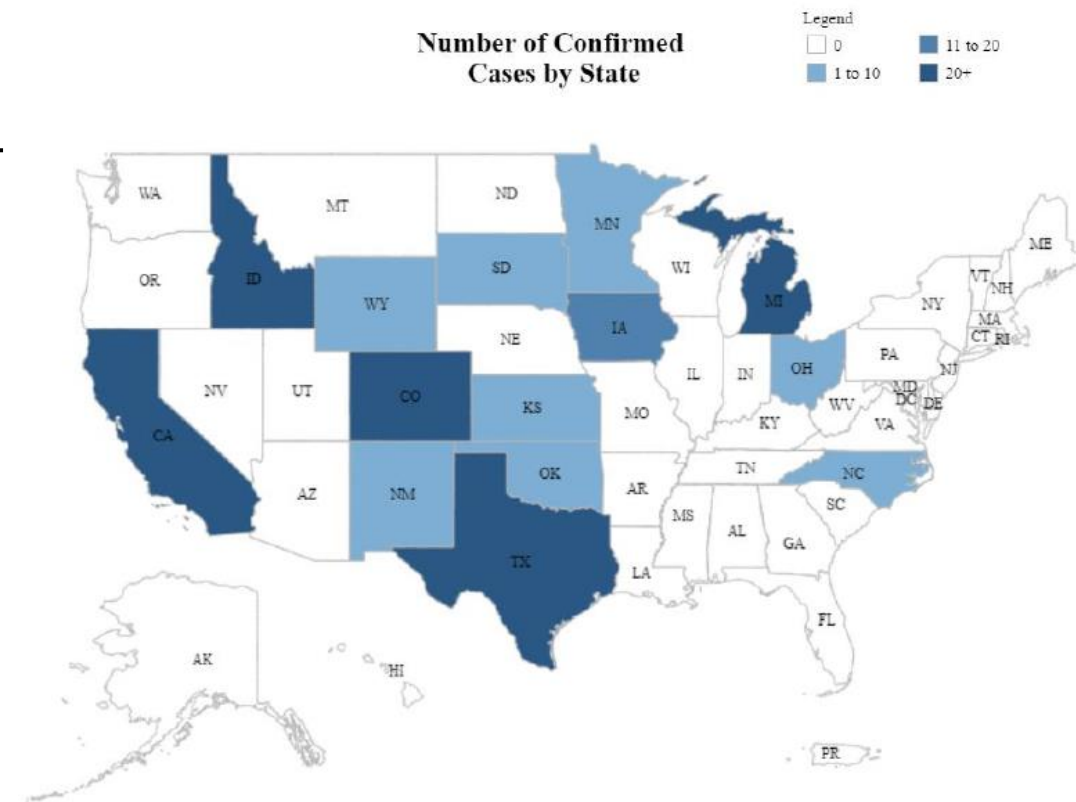 Number of Confirmed
Cases by State
Legend
0
11 to 20
1 to 10
20+
WA
MT
ND
MN
ME
OR
ID
SD
WI
VT
NH
WY
MI
NY
IA
MA
NE
CT
RI
PA
NJ
NV
UT
CO
IL
IN
OH
MD
KS
MO
WV
DC
DE
CA
KY
VA
TN
NC
OK
AZ
NM
AR
SC
MS
AL
GA
TX
LA
FL
AK
HI
PR